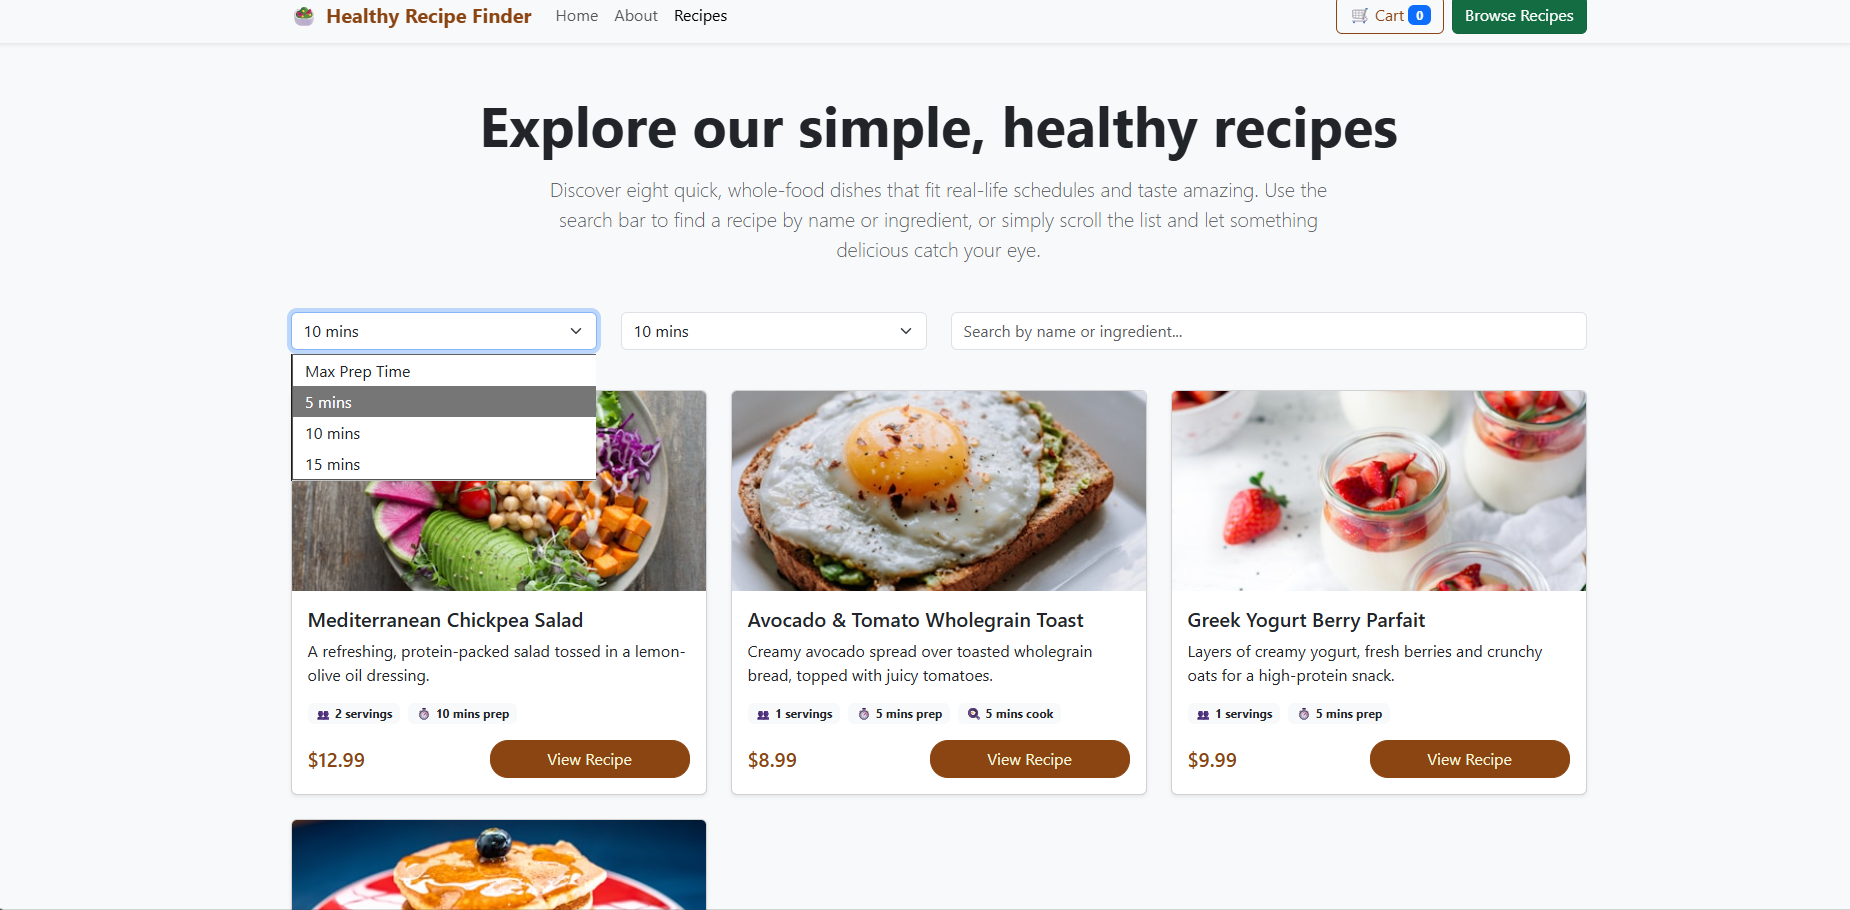 Healthy Recipe Finder Home About Recipes Cart 0 Browse Recipes
Explore our simple, healthy recipes
Discover eight quick, whole-food dishes that fit real-life schedules and taste amazing. Use the
search bar to find a recipe by name or ingredient, or simply scroll the list and let something
delicious catch your eye.
10 mins 10 mins Search by name or ingredient...
Max Prep Time
5 mins
10 mins
15 mins
Mediterranean Chickpea Salad
A refreshing, protein-packed salad tossed in a lemon-
olive oil dressing.
2 servings 10 mins prep
$12.99 View Recipe
Avocado & Tomato Wholegrain Toast
Creamy avocado spread over toasted wholegrain
bread, topped with juicy tomatoes.
1 servings 5 mins prep 5 mins cook
$8.99 View Recipe
Greek Yogurt Berry Parfait
Layers of creamy yogurt, fresh berries and crunchy
oats for a high-protein snack.
1 servings 5 mins prep
$9.99 View Recipe